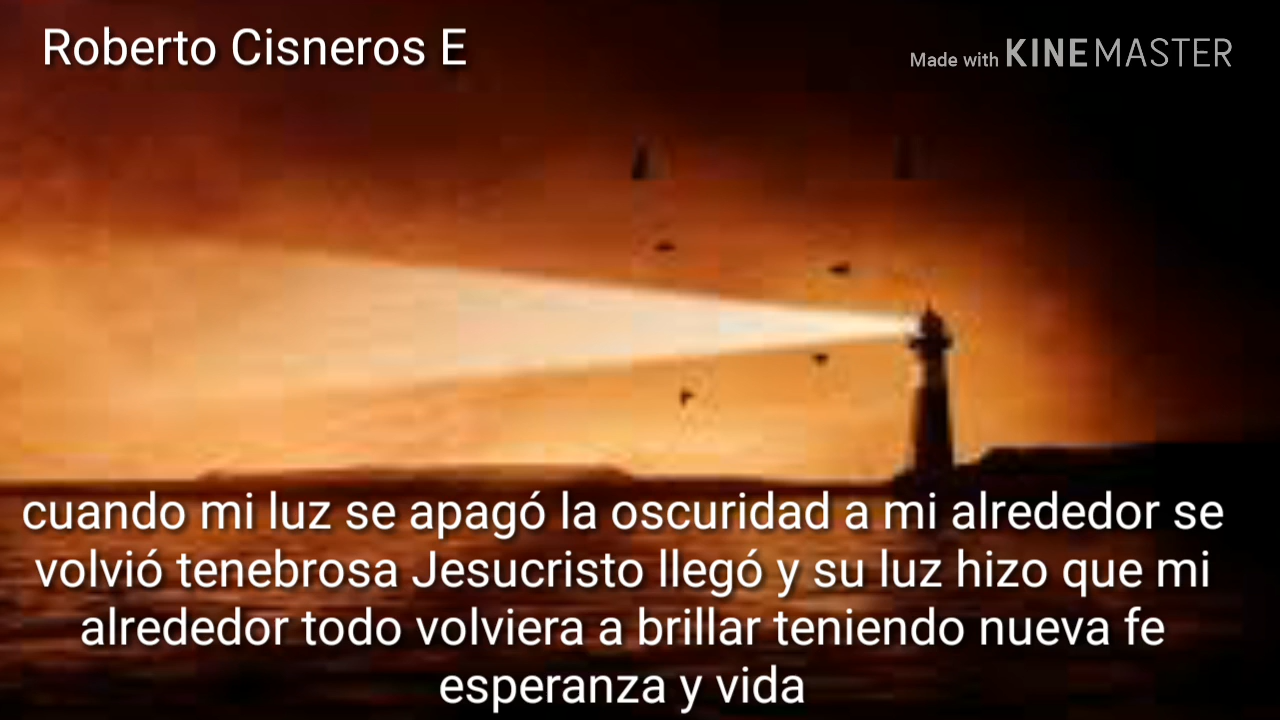 Roberto Cisneros E
Made with KINEMASTER
cuando mi luz se apagó la oscuridad a mi alrededor se
volvió tenebrosa Jesucristo llegó y su luz hizo que mi
alrededor todo volviera a brillar teniendo nueva fe
esperanza y vida